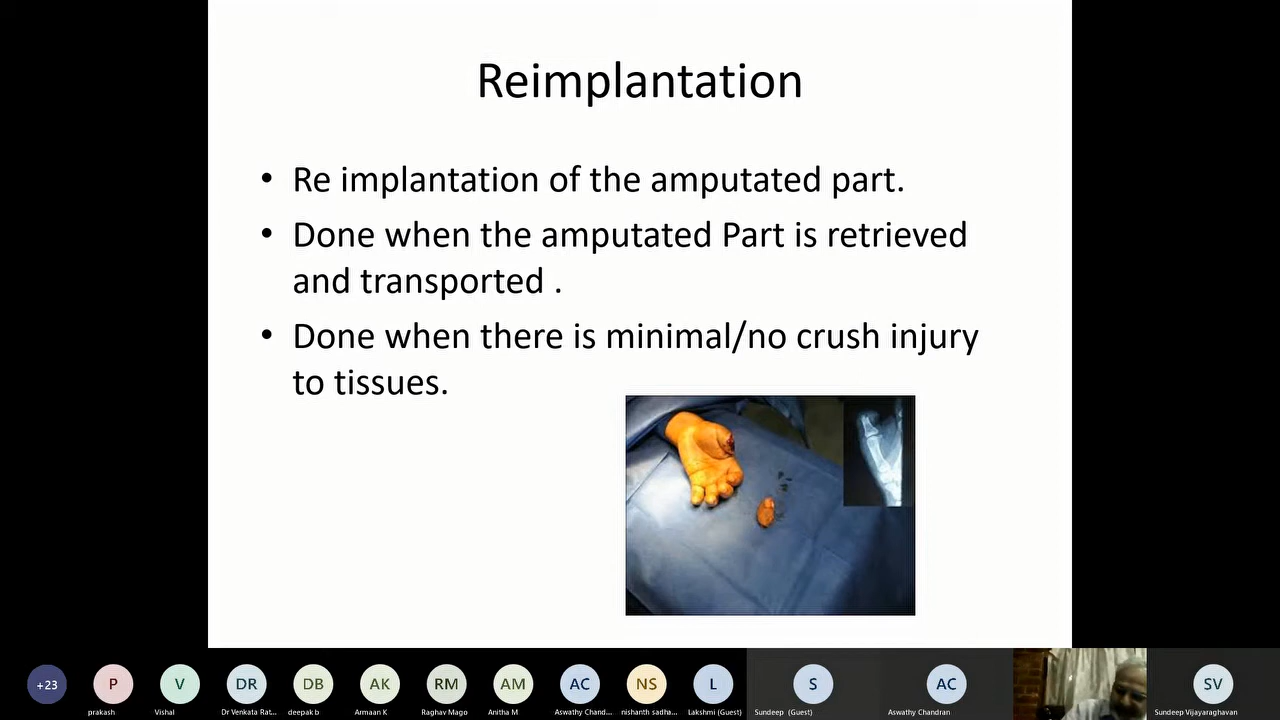 Reimplantation
• Re implantation of the amputated part.
• Done when the amputated Part is retrieved
and transported .
• Done when there is minimal/no crush injury
to tissues.
+23 P V DR DB AK RM AM AC NS L S AC SV
prakash Vishal Dr Venkata Rat... deepak b Armaan K Raghav Mago Anitha M Aswathy Chand... nishanth sadha... Lakshmi (Guest) Sundeep (Guest) Aswathy Chandran Sundeep Vijayaraghavan